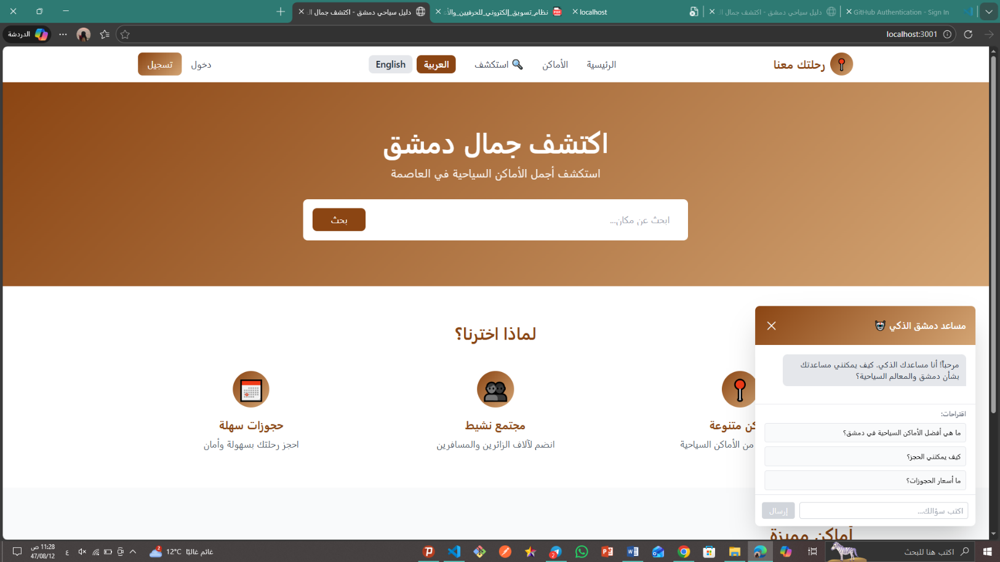 GitHub Authentication - Sign In
دليل سياحي دمشق - اكتشف جمال ال
localhost
نظام_تسويق_إلكتروني_للحرفيين_والأ
دليل سياحي دمشق - اكتشف جمال ال
localhost:3001
الدردشة
رحلتك معنا
الرئيسية
الأماكن
استكشف
العربية
English
دخول
تسجيل
اكتشف جمال دمشق
استكشف أجمل الأماكن السياحية في العاصمة
ابحث عن مكان...
بحث
لماذا اخترنا؟
كن متنوعة
من الأماكن السياحية
مجتمع نشيط
انضم لآلاف الزائرين والمسافرين
حجوزات سهلة
احجز رحلتك بسهولة وأمان
مساعد دمشق الذكي
مرحباً! أنا مساعدك الذكي. كيف يمكنني مساعدتك
بشأن دمشق والمعالم السياحية؟
اقتراحات:
ما هي أفضل الأماكن السياحية في دمشق؟
كيف يمكنني الحجز؟
ما أسعار الحجوزات؟
اكتب سؤالك...
إرسال
أماكن مميزة
اكتب هنا للبحث
2
12°C غائم غالبًا
2
ع
11:28 ص
47/08/12